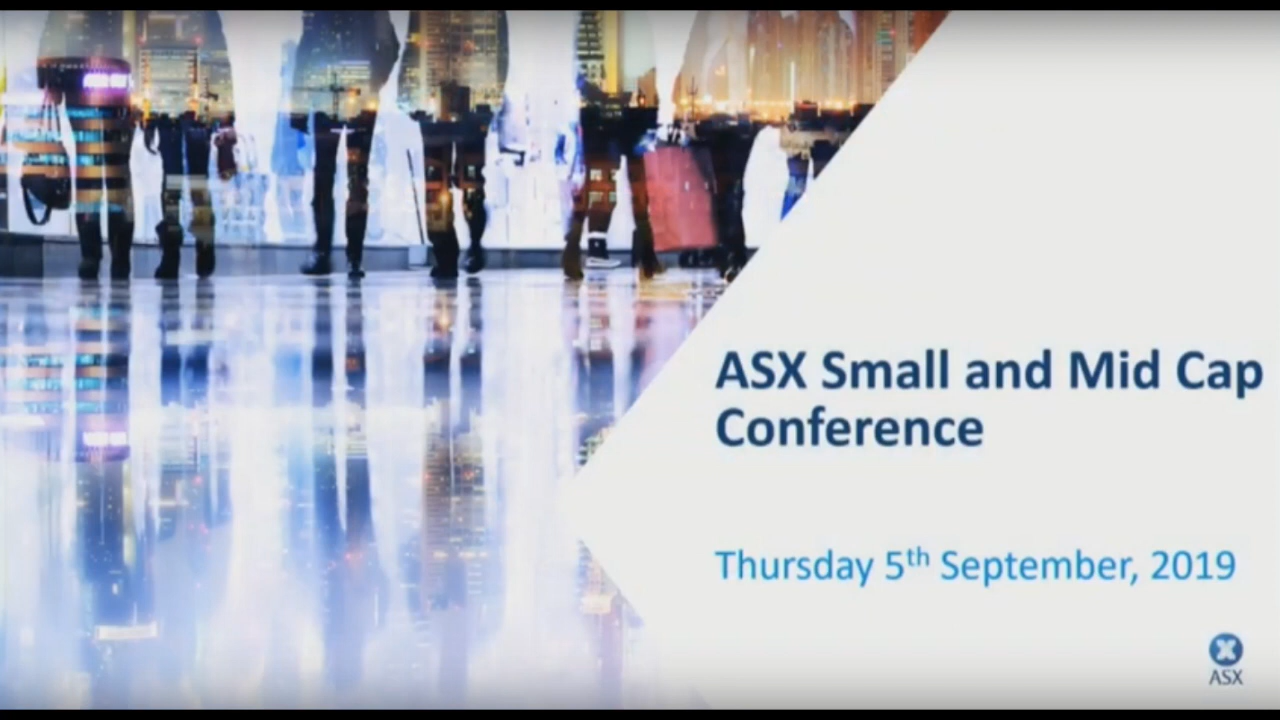 ASX Small and Mid Cap
Conference
Thursday 5th September, 2019
ASX